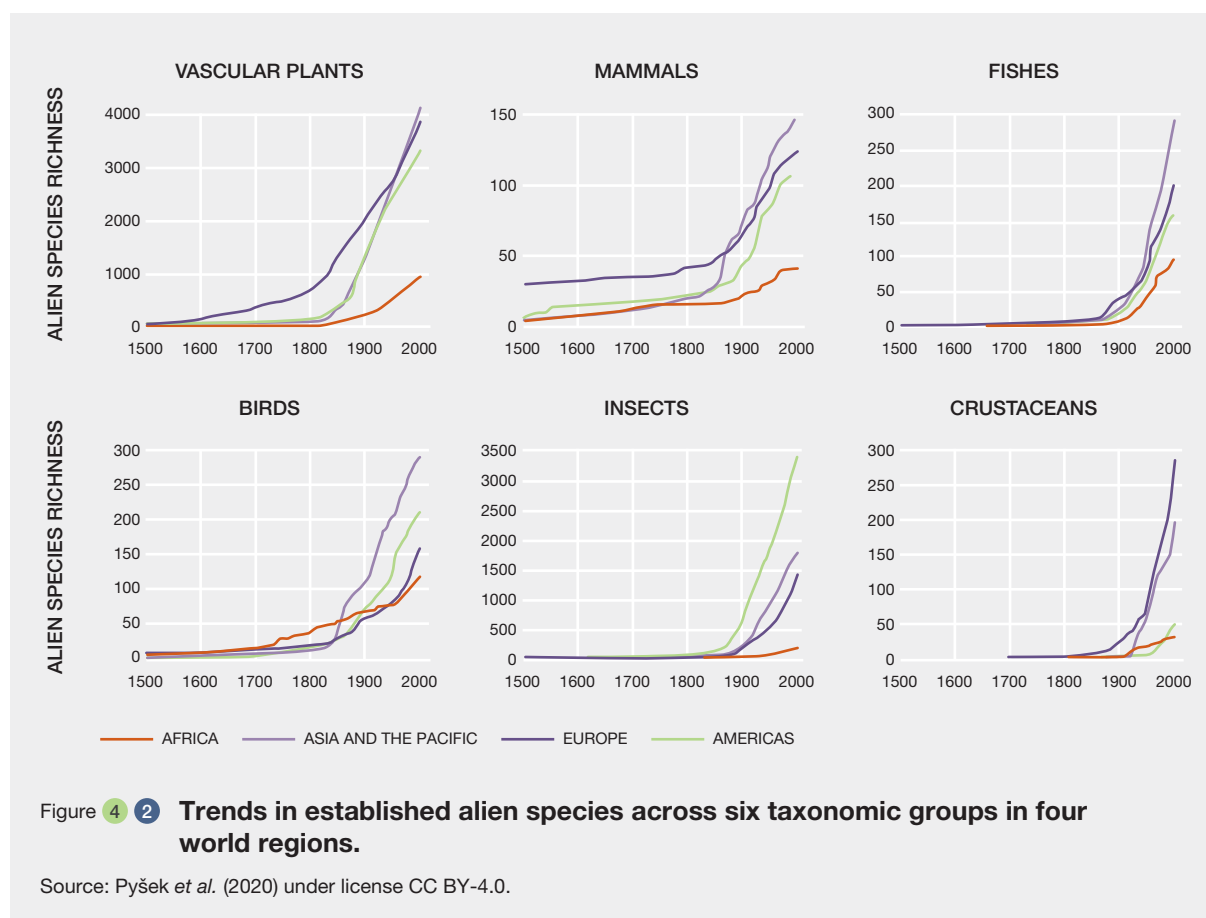 VASCULAR PLANTS
MAMMALS
FISHES
ALIEN SPECIES RICHNESS
4000
3000
2000
1000
0
1500 1600 1700 1800 1900 2000
150
100
50
0
1500 1600 1700 1800 1900 2000
300
250
200
150
100
50
0
1500 1600 1700 1800 1900 2000
BIRDS
INSECTS
CRUSTACEANS
ALIEN SPECIES RICHNESS
300
250
200
150
100
50
0
1500 1600 1700 1800 1900 2000
3500
3000
2500
1500
1000
500
0
1500 1600 1700 1800 1900 2000
300
250
200
150
100
50
0
1500 1600 1700 1800 1900 2000
AFRICA ASIA AND THE PACIFIC EUROPE AMERICAS
Figure 4 2 Trends in established alien species across six taxonomic groups in four
world regions.
Source: Pyšek et al. (2020) under license CC BY-4.0.